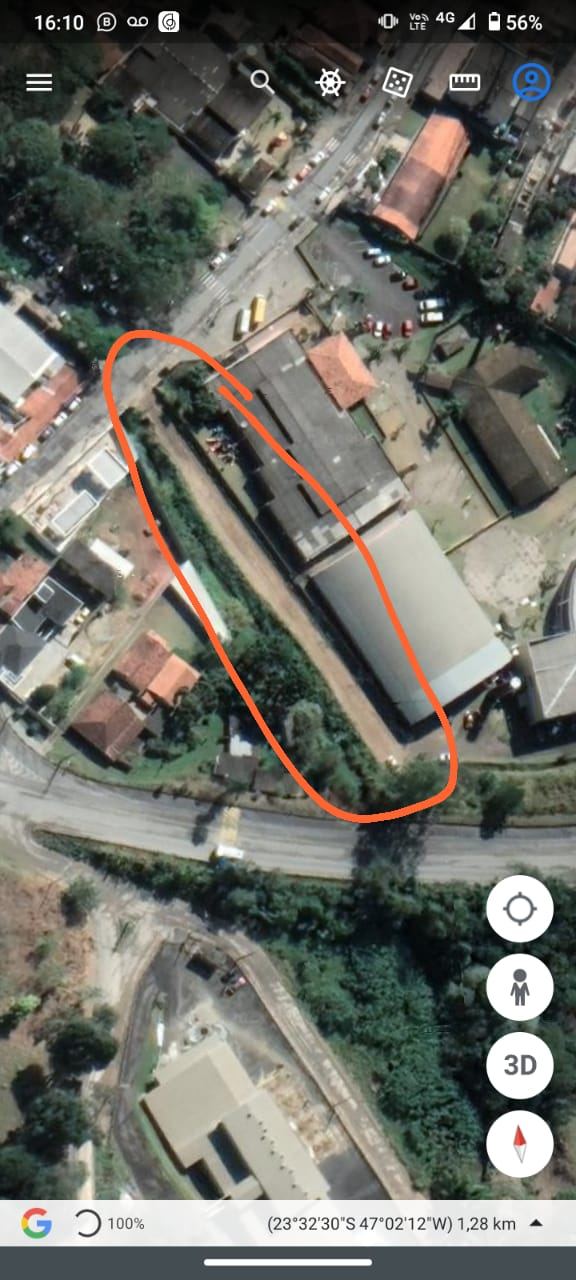 16:10 B Vo)) LTE 4G 56%
3D
G 100% (23°32'30"S 47°02'12"W) 1,28 km